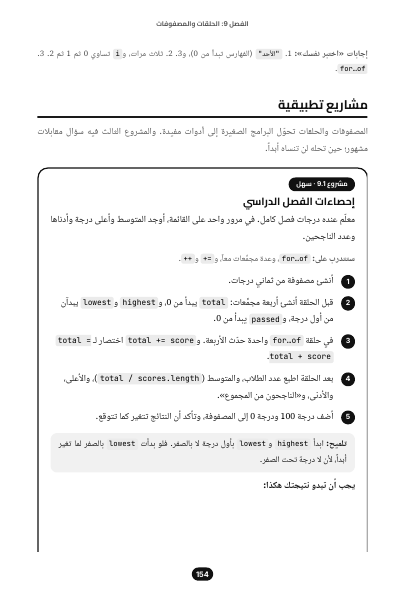 الفصل 9: الحلقات والمصفوفات
إجابات «اختبر نفسك»: 1. "الأحد" (الفهارس تبدأ من 0)، و3. 2. ثلاث مرات، و i تساوي 0 ثم 1 ثم 2. 3.
for…of.
مشاريع تطبيقية
المصفوفات والحلقات تحوّل البرامج الصغيرة إلى أدوات مفيدة. والمشروع الثالث فيه سؤال مقابلات
مشهور؛ حين تحله لن تنساه أبداً.
مشروع 9.1 · سهل
إحصاءات الفصل الدراسي
معلّم عنده درجات فصل كامل. في مرور واحد على القائمة، أوجد المتوسط وأعلى درجة وأدناها
وعدد الناجحين.
ستتدرب على: for…of، وعدة مجمّعات معاً، و += و ++.
1 أنشئ مصفوفة من ثماني درجات.
2 قبل الحلقة أنشئ أربعة مجمّعات: total يبدأ من 0، و highest و lowest يبدآن
من أول درجة، و passed يبدأ من 0.
3 في حلقة for…of واحدة حدّث الأربعة. و total += score اختصار لـ total =
total + score.
4 بعد الحلقة اطبع عدد الطلاب، والمتوسط (total / scores.length)، والأعلى،
والأدنى، و«الناجحون من المجموع».
5 أضف درجة 100 ودرجة 0 إلى المصفوفة، وتأكد أن النتائج تتغير كما تتوقع.
تلميح: ابدأ highest و lowest بأول درجة لا بالصفر. فلو بدأت lowest بالصفر لما تغير
أبداً، لأن لا درجة تحت الصفر.
يجب أن تبدو نتيجتك هكذا:
154